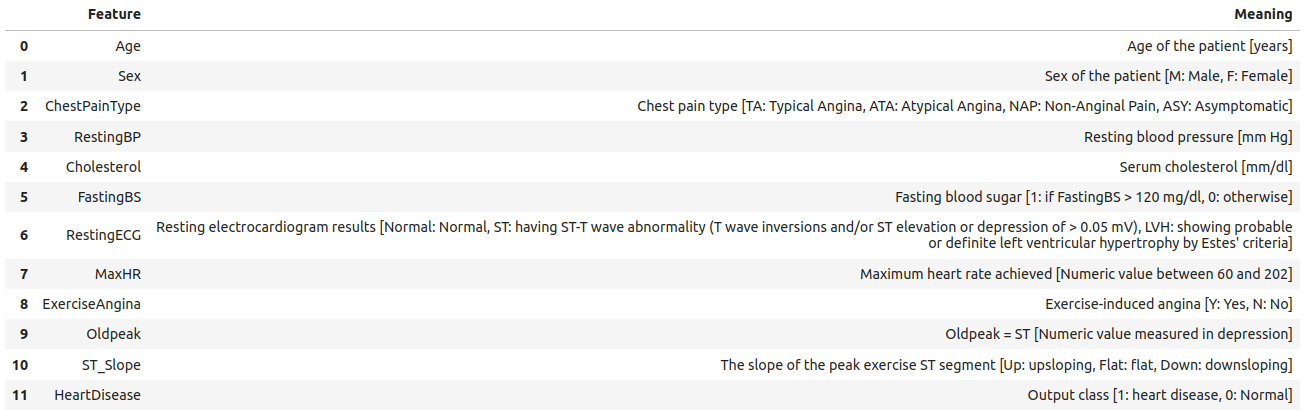 Feature Meaning
0 Age Age of the patient [years]
1 Sex Sex of the patient [M: Male, F: Female]
2 ChestPainType Chest pain type [TA: Typical Angina, ATA: Atypical Angina, NAP: Non-Anginal Pain, ASY: Asymptomatic]
3 RestingBP Resting blood pressure [mm Hg]
4 Cholesterol Serum cholesterol [mm/dl]
5 FastingBS Fasting blood sugar [1: if FastingBS > 120 mg/dl, 0: otherwise]
6 RestingECG Resting electrocardiogram results [Normal: Normal, ST: having ST-T wave abnormality (T wave inversions and/or ST elevation or depression of > 0.05 mV), LVH: showing probable
or definite left ventricular hypertrophy by Estes' criteria]
7 MaxHR Maximum heart rate achieved [Numeric value between 60 and 202]
8 ExerciseAngina Exercise-induced angina [Y: Yes, N: No]
9 Oldpeak Oldpeak = ST [Numeric value measured in depression]
10 ST_Slope The slope of the peak exercise ST segment [Up: upsloping, Flat: flat, Down: downsloping]
11 HeartDisease Output class [1: heart disease, 0: Normal]